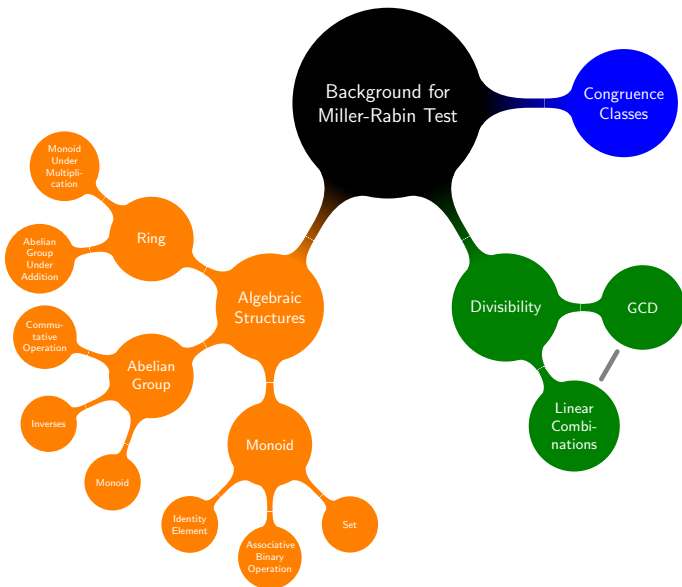 Background for
Miller-Rabin Test
Congruence
Classes
Monoid
Under
Multipli-
cation
Ring
Abelian
Group
Under
Addition
Algebraic
Structures
Divisibility
GCD
Commu-
tative
Operation
Abelian
Group
Inverses
Monoid
Linear
Combi-
nations
Monoid
Identity
Element
Associative
Binary
Operation
Set